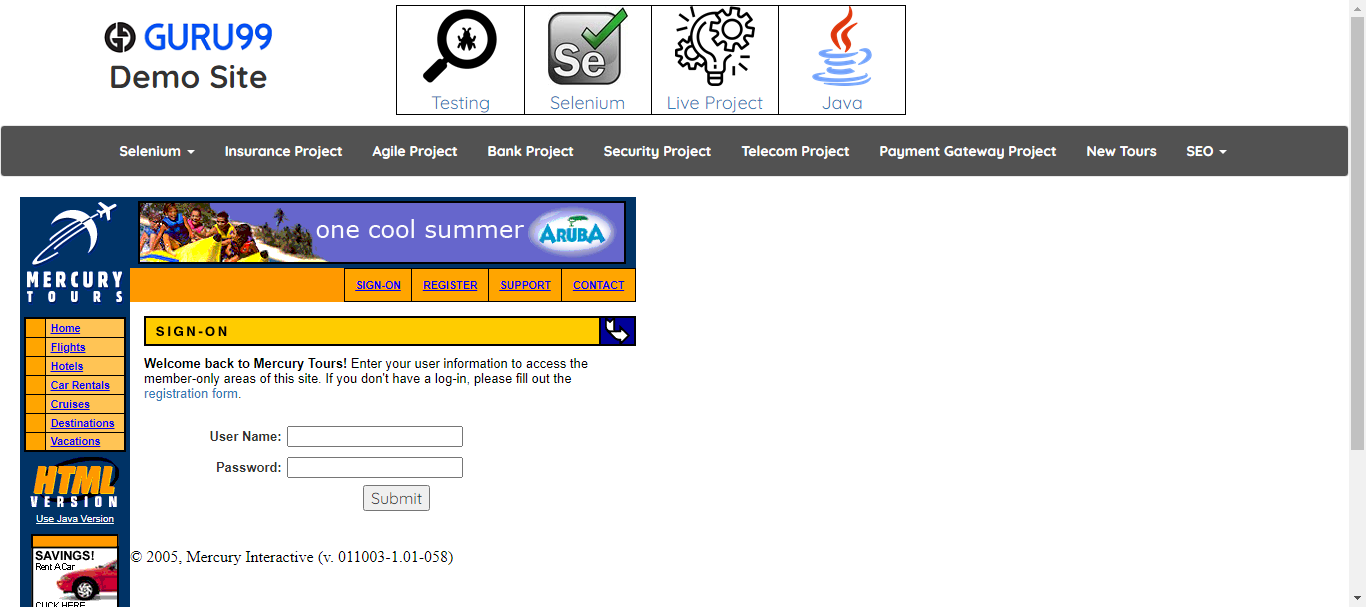 GURU99
Demo Site
Testing
Selenium
Live Project
Java
Se
Selenium
Insurance Project
Agile Project
Bank Project
Security Project
Telecom Project
Payment Gateway Project
New Tours
SEO
MERCURY
TOURS
one cool summer
ARUBA
SIGN-ON
REGISTER
SUPPORT
CONTACT
Home
Flights
Hotels
Car Rentals
Cruises
Destinations
Vacations
HTML
VERSION
Use Java Version
SAVINGS!
Rent A Car
CLICK HERE
SIGN-ON
Welcome back to Mercury Tours! Enter your user information to access the
member-only areas of this site. If you don't have a log-in, please fill out the
registration form.
User Name:
Password:
Submit
© 2005, Mercury Interactive (v. 011003-1.01-058)